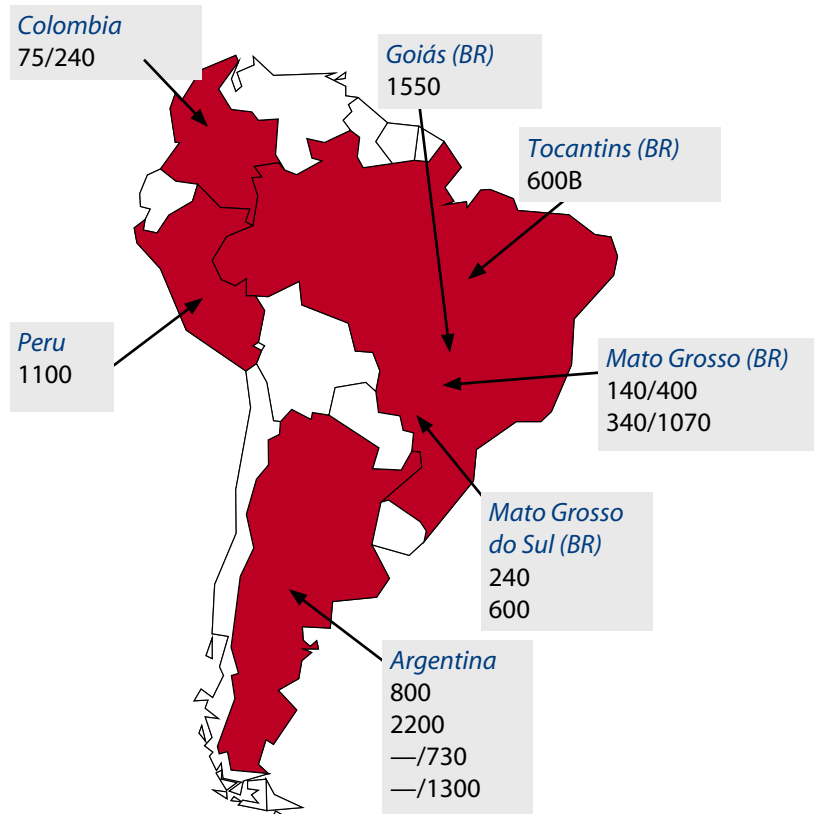 Colombia
75/240
Goiás (BR)
1550
Tocantins (BR)
600B
Peru
1100
Mato Grosso (BR)
140/400
340/1070
Mato Grosso
do Sul (BR)
240
600
Argentina
800
2200
—/730
—/1300